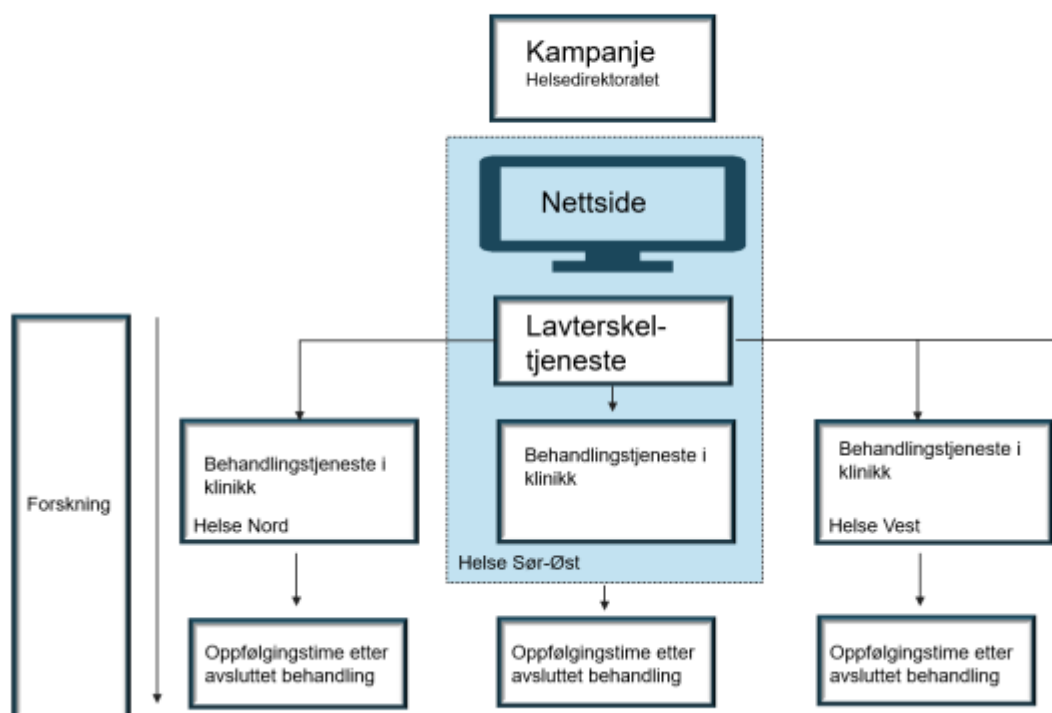 Kampanje
Helsedirektoratet
Nettside
Lavterskel-
tjeneste
Forskning
Behandlingstjeneste i
klinikk
Helse Nord
Behandlingstjeneste i
klinikk
Helse Sør-Øst
Behandlingstjeneste i
klinikk
Helse Vest
Oppfølgingstime etter
avsluttet behandling
Oppfølgingstime etter
avsluttet behandling
Oppfølgingstime etter
avsluttet behandling